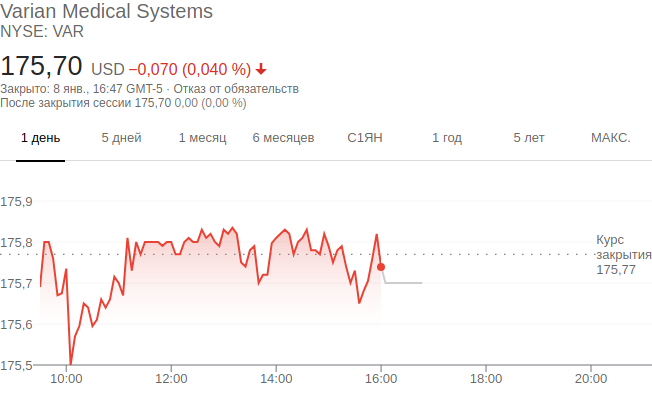 Varian Medical Systems
NYSE: VAR
175,70 USD −0,070 (0,040 %)
Закрыто: 8 янв., 16:47 GMT-5 · Отказ от обязательств
После закрытия сессии 175,70 0,00 (0,00 %)
1 день 5 дней 1 месяц 6 месяцев С1ЯН 1 год 5 лет МАКС.
175,9
175,8
175,7
175,6
175,5
Курс
закрытия
175,77
10:00 12:00 14:00 16:00 18:00 20:00